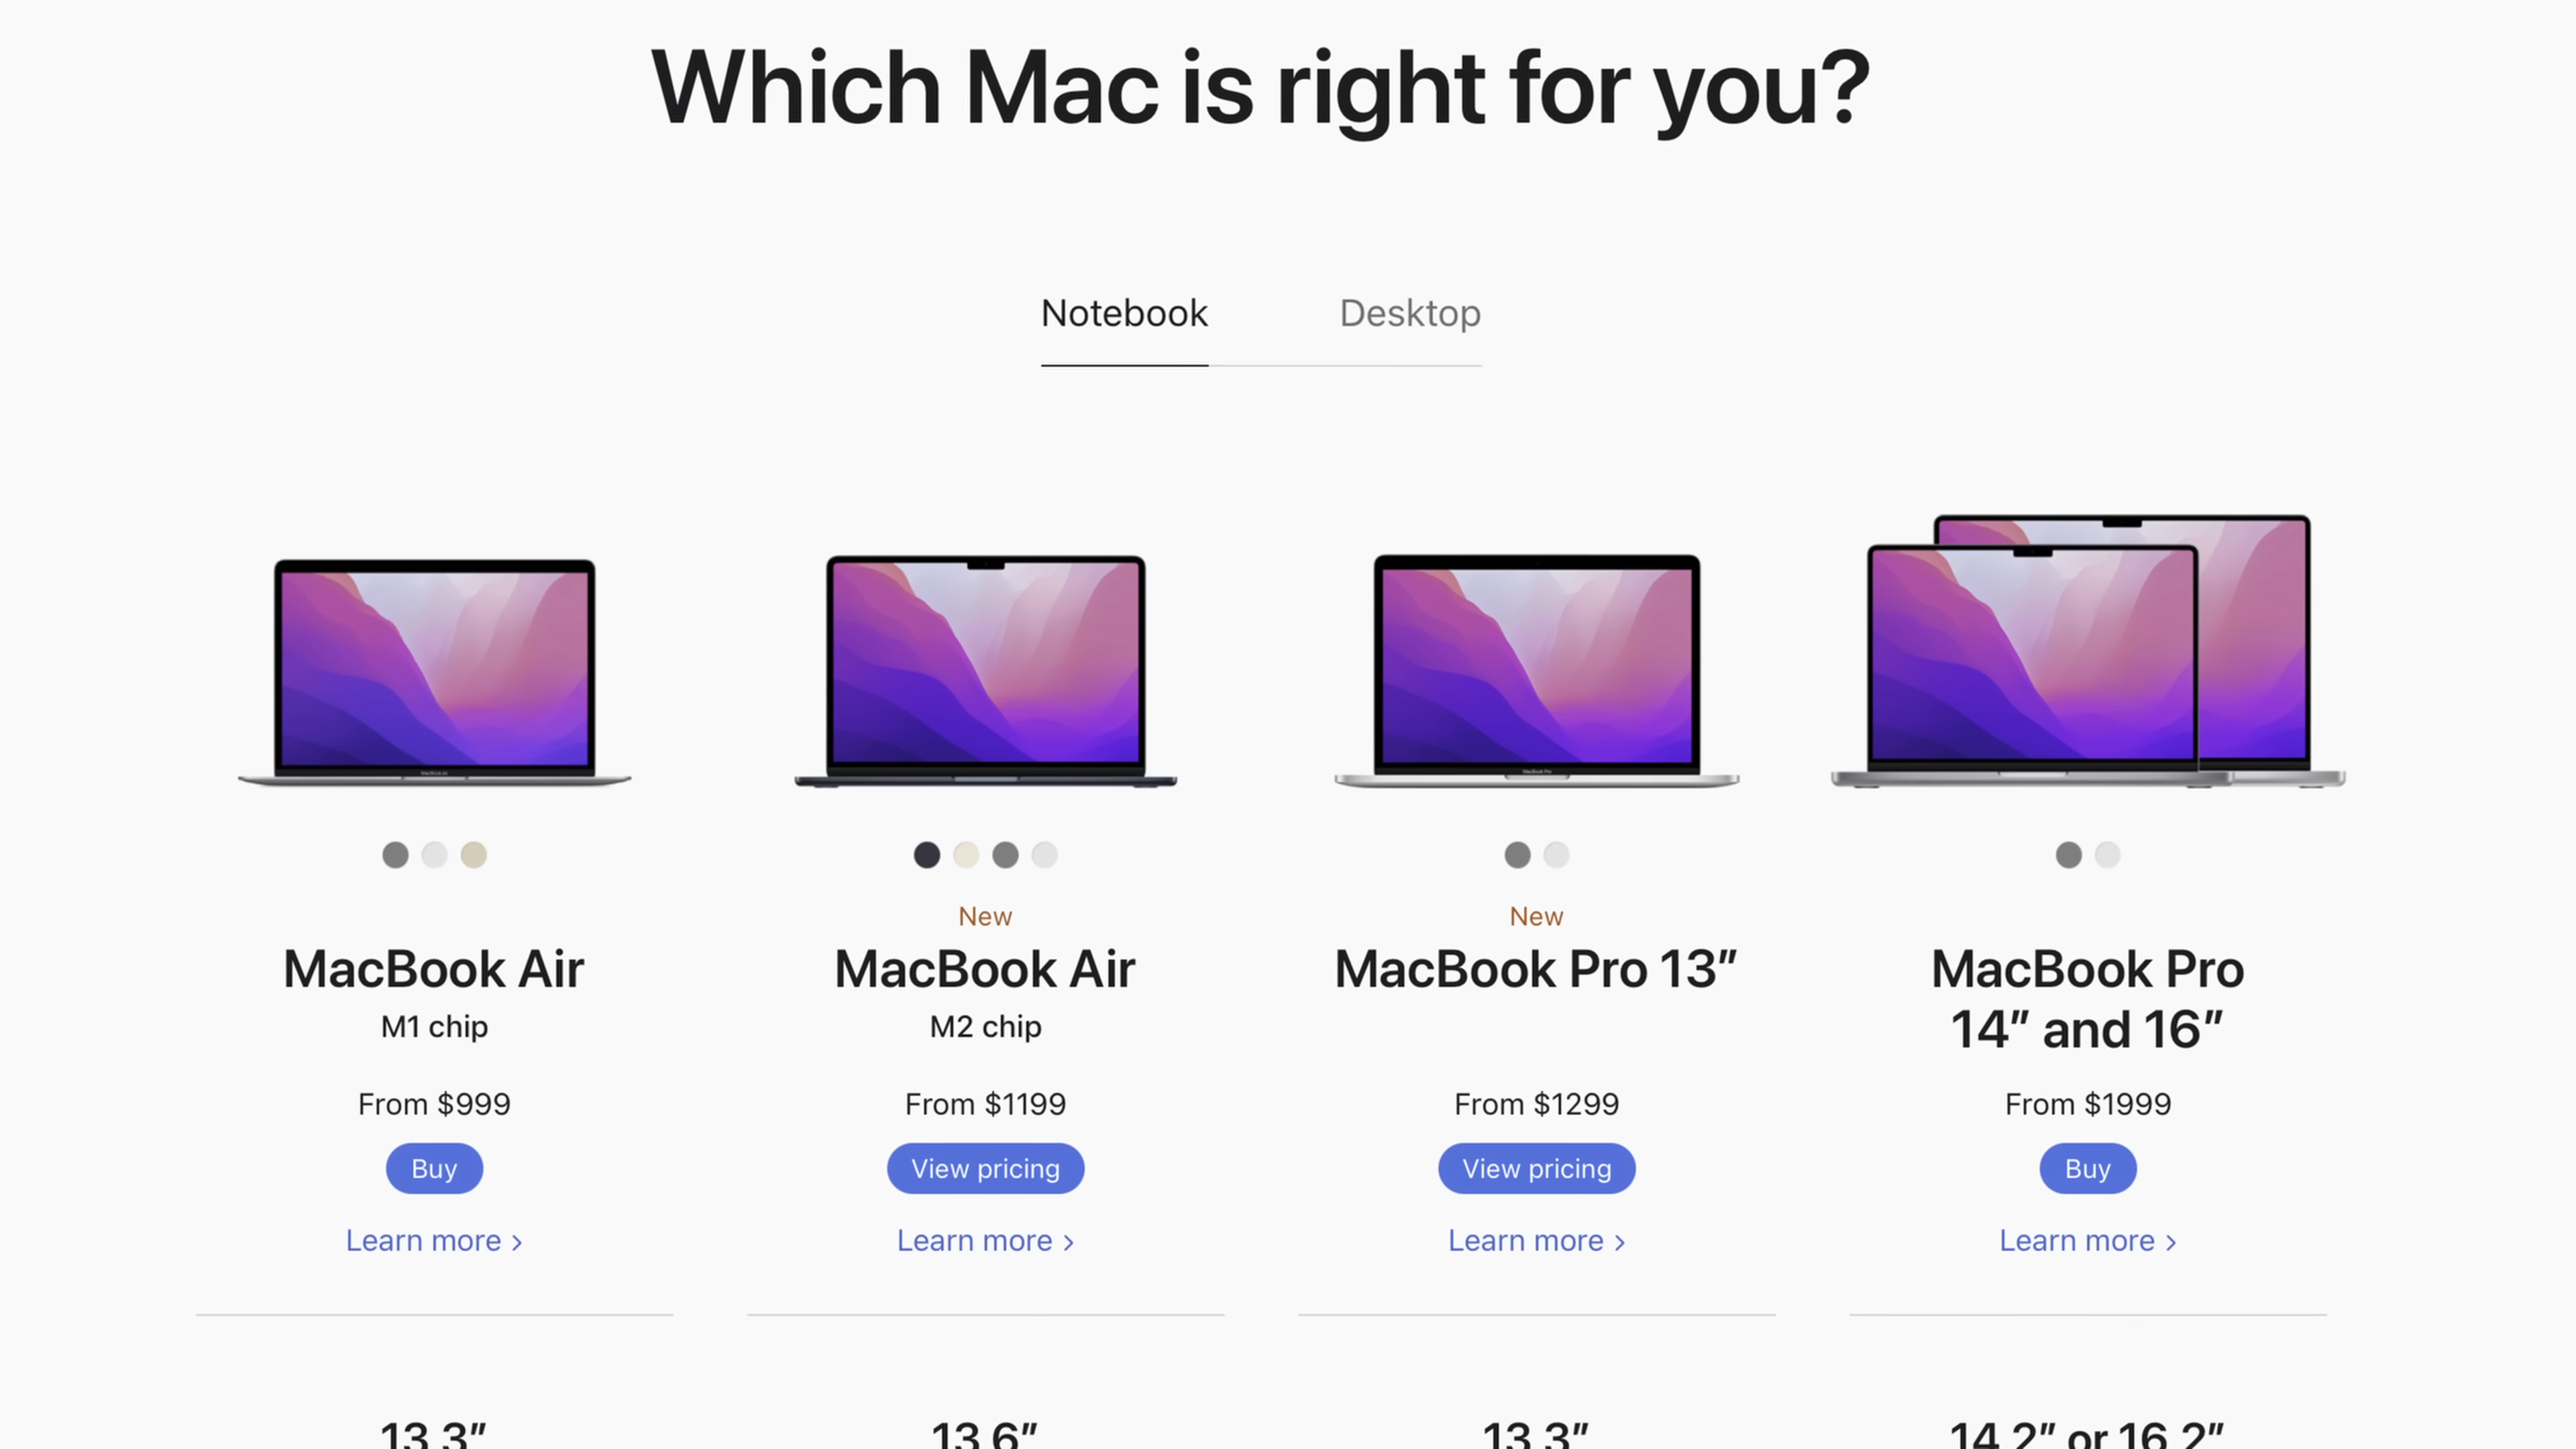 Which Mac is right for you?
Notebook
Desktop
New
New
MacBook Air
MacBook Air
MacBook Pro 13″
MacBook Pro
14″ and 16″
M1 chip
M2 chip
From $999
From $1199
From $1299
From $1999
Buy
View pricing
View pricing
Buy
Learn more >
Learn more >
Learn more >
Learn more >
13.3″
13.6″
13.3″
14.2″ or 16.2″